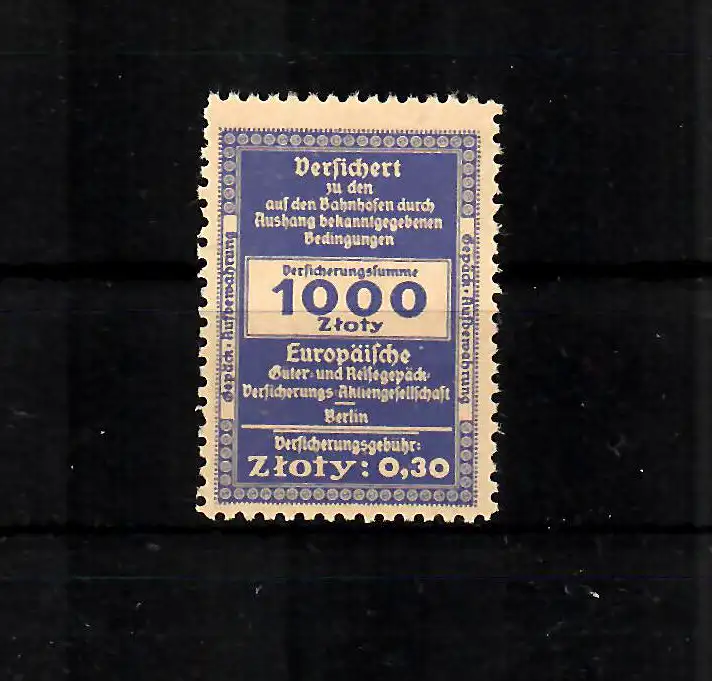 Versichert
zu den
auf den Bahnhöfen durch
Aushang bekanntgegebenen
Bedingungen
Versicherungssumme
1000
Złoty
Europäische
Güter- und Reisegepäck-
Versicherungs-Aktiengesellschaft
Berlin
Versicherungsgebühr:
Złoty: 0,30
Gepäck-Aufbewahrung
Gepäck-Aufbewahrung